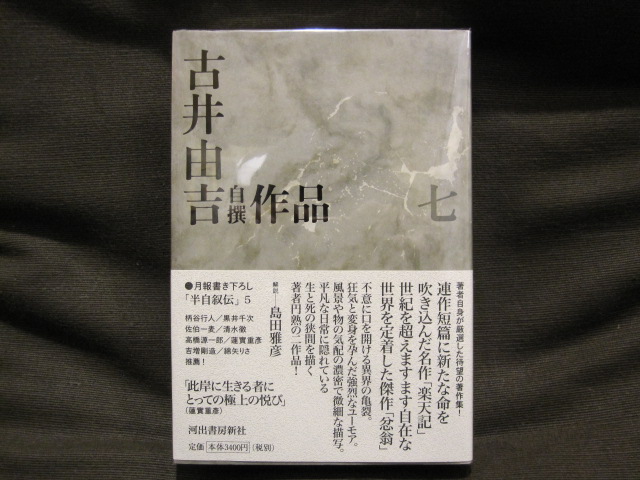 古井由吉
自撰
作品
七
著者自身が厳選した待望の著作集!
連作短篇に新たな命を
吹き込んだ名作「楽天記」
世紀を超えますます自在な
世界を定着した傑作「忿翁」
不意に口を開ける異界の亀裂。
狂気と変身を孕んだ強烈なユーモア。
風景や物の気配の濃密で微細な描写。
平凡な日常に隠れている
生と死の狭間を描く
著者円熟の二作品!
解説──島田雅彦
●月報書き下ろし
「半自叙伝」5
柄谷行人/黒井千次
佐伯一麦/清水徹
高橋源一郎/蓮實重彦
吉増剛造/綿矢りさ
推薦!
「此岸に生きる者に
とっての極上の悦び」
(蓮實重彦)
河出書房新社
定価 本体3400円(税別)